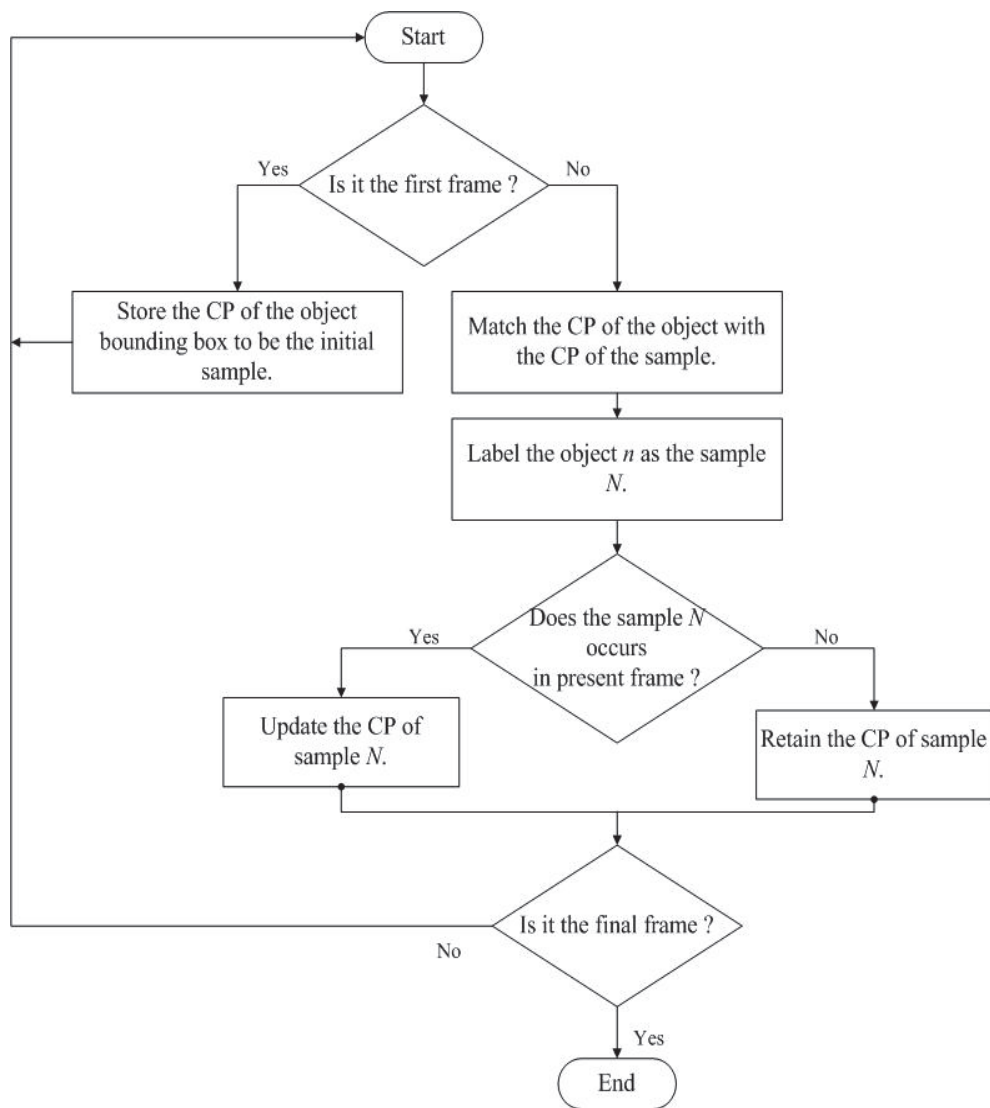 Start
Is it the first frame ?
Yes
No
Store the CP of the object
bounding box to be the initial
sample.
Match the CP of the object with
the CP of the sample.
Label the object n as the sample
N.
Does the sample N
occurs
in present frame ?
Yes
No
Update the CP of
sample N.
Retain the CP of sample
N.
Is it the final frame ?
No
Yes
End